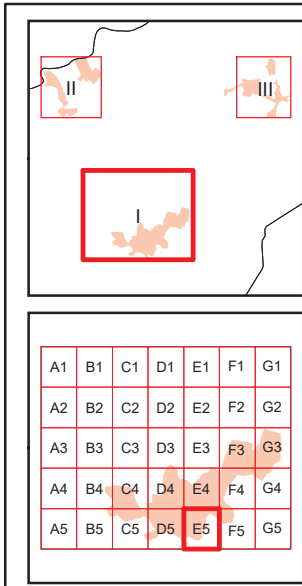 II III
I
A1 B1 C1 D1 E1 F1 G1
A2 B2 C2 D2 E2 F2 G2
A3 B3 C3 D3 E3 F3 G3
A4 B4 C4 D4 E4 F4 G4
A5 B5 C5 D5 E5 F5 G5